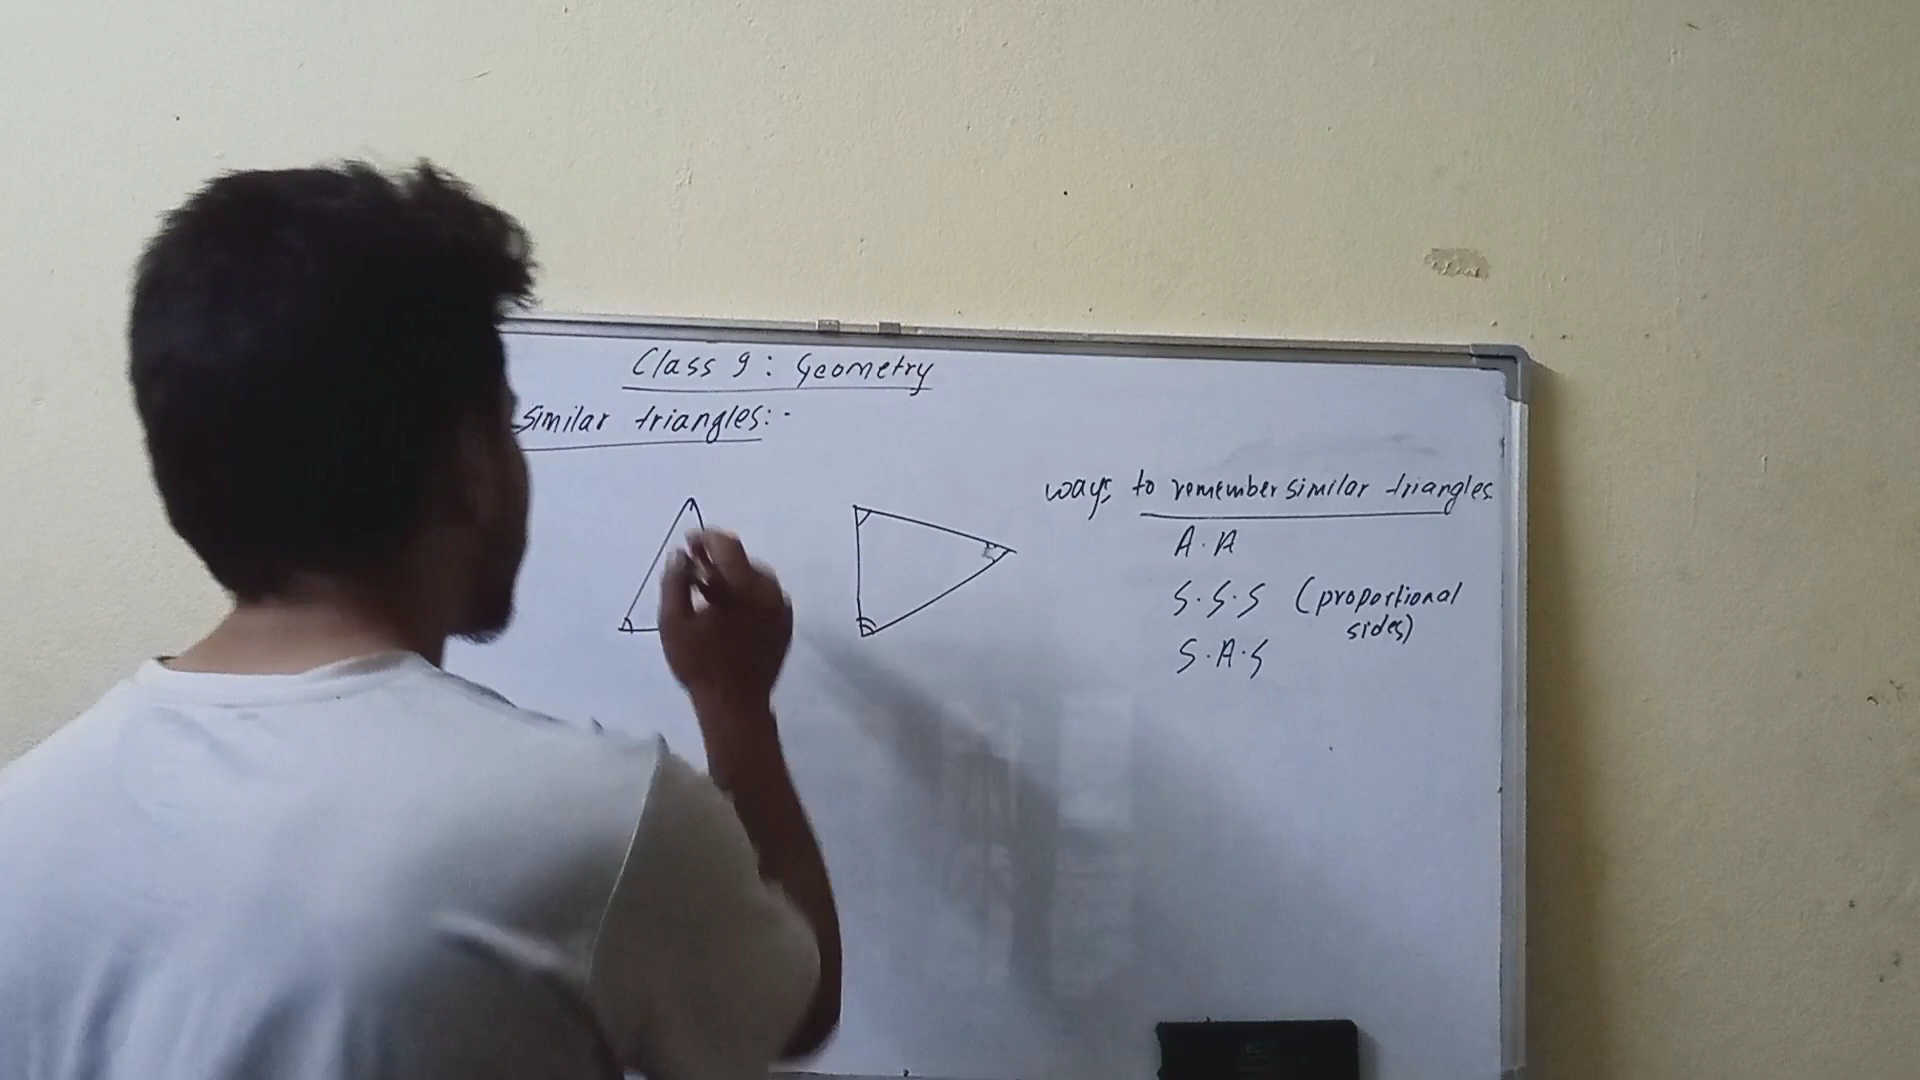 Class 9: Geometry
Similar triangles:-
ways to remember similar triangles
A.A
S.S.S (proportional
sides)
S.A.S